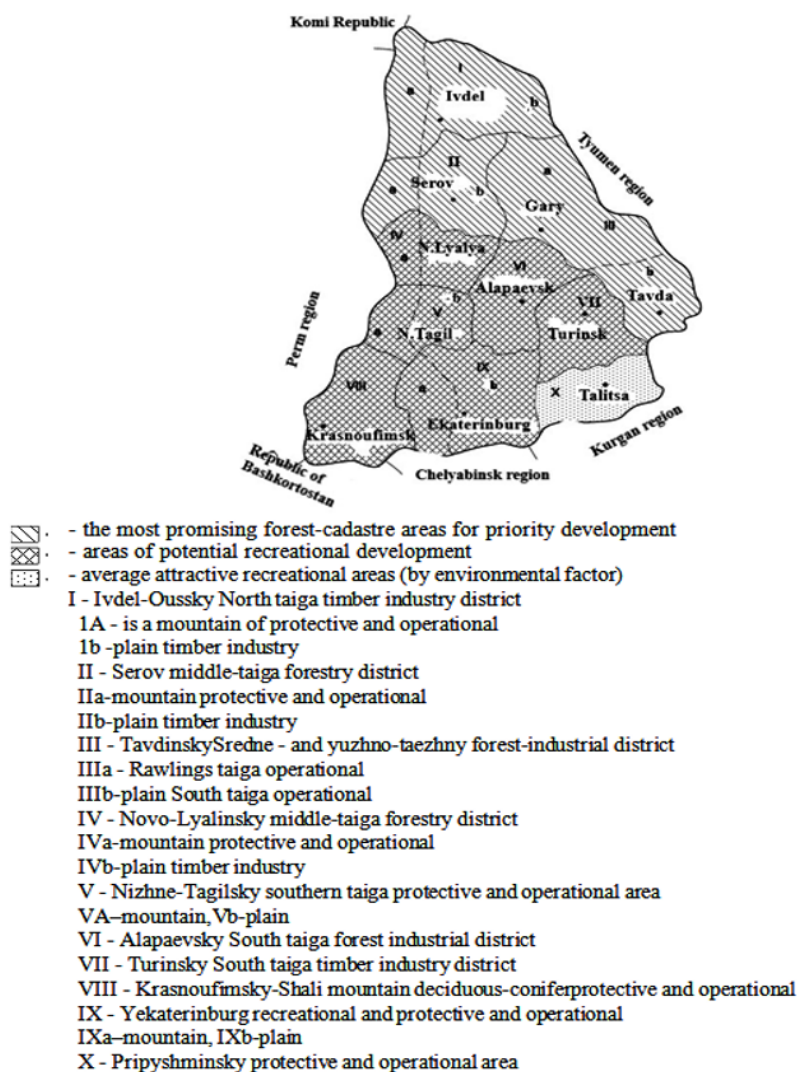 Komi Republic
I
a
Ivdel
b
Tyumen region
II
a
Serov
b
a
Gary
III
IV
a
N.Lyalya
VI
Alapaevsk
b
Tavda
Perm region
b
V
a
N.Tagil
VII
Turinsk
VIII
a
IX
b
X
Talitsa
Krasnoufimsk
Ekaterinburg
Kurgan region
Republic of
Bashkortostan
Chelyabinsk region
. - the most promising forest-cadastre areas for priority development
. - areas of potential recreational development
. - average attractive recreational areas (by environmental factor)
I - Ivdel-Oussky North taiga timber industry district
1A - is a mountain of protective and operational
1b -plain timber industry
II - Serov middle-taiga forestry district
IIa-mountain protective and operational
IIb-plain timber industry
III - TavdinskySredne - and yuzhno-taezhny forest-industrial district
IIIa - Rawlings taiga operational
IIIb-plain South taiga operational
IV - Novo-Lyalinsky middle-taiga forestry district
IVa-mountain protective and operational
IVb-plain timber industry
V - Nizhne-Tagilsky southern taiga protective and operational area
VA–mountain, Vb-plain
VI - Alapaevsky South taiga forest industrial district
VII - Turinsky South taiga timber industry district
VIII - Krasnoufimsky-Shali mountain deciduous-coniferprotective and operational
IX - Yekaterinburg recreational and protective and operational
IXa–mountain, IXb-plain
X - Pripyshminsky protective and operational area